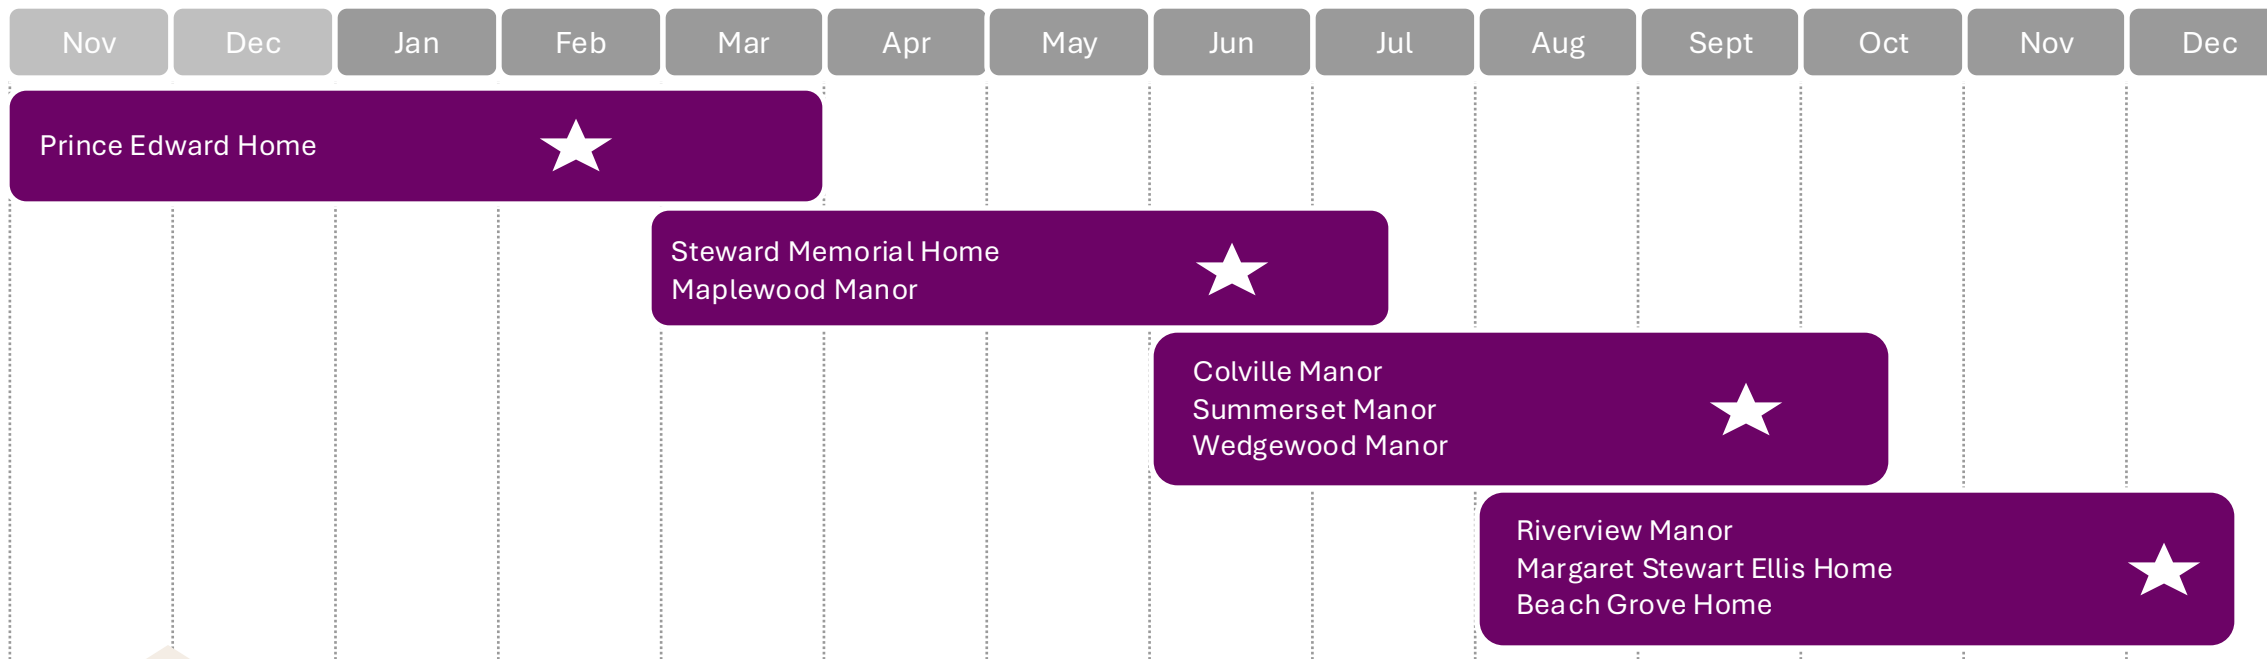 Nov Dec Jan Feb Mar Apr May Jun Jul Aug Sept Oct Nov Dec
Prince Edward Home
Steward Memorial Home
Maplewood Manor
Colville Manor
Summerset Manor
Wedgewood Manor
Riverview Manor
Margaret Stewart Ellis Home
Beach Grove Home